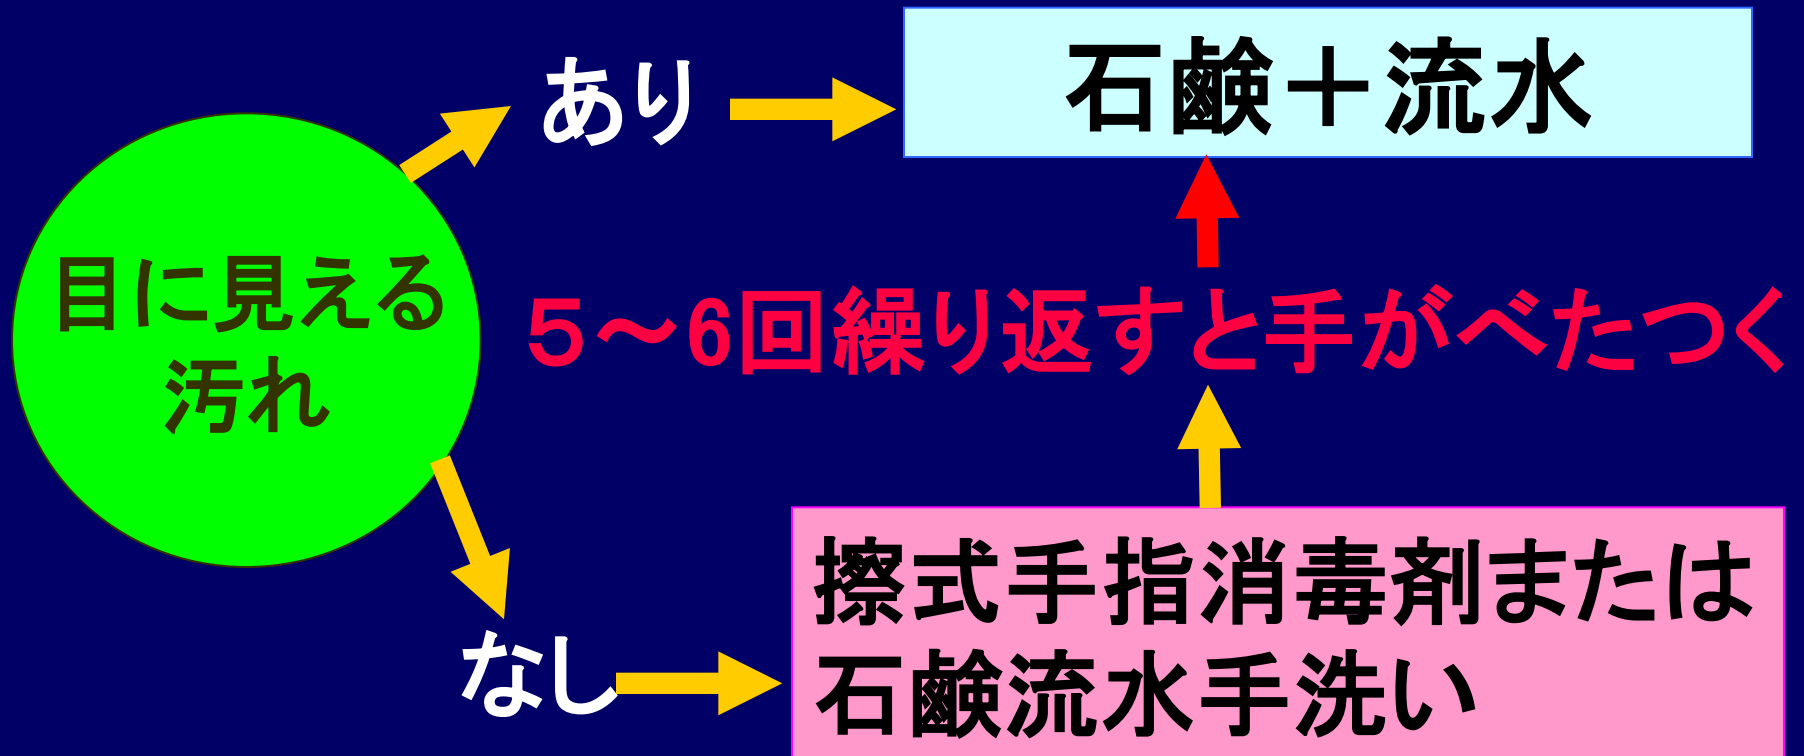 あり
石鹸＋流水
目に見える
汚れ
５～6回繰り返すと手がべたつく
なし
擦式手指消毒剤または
石鹸流水手洗い